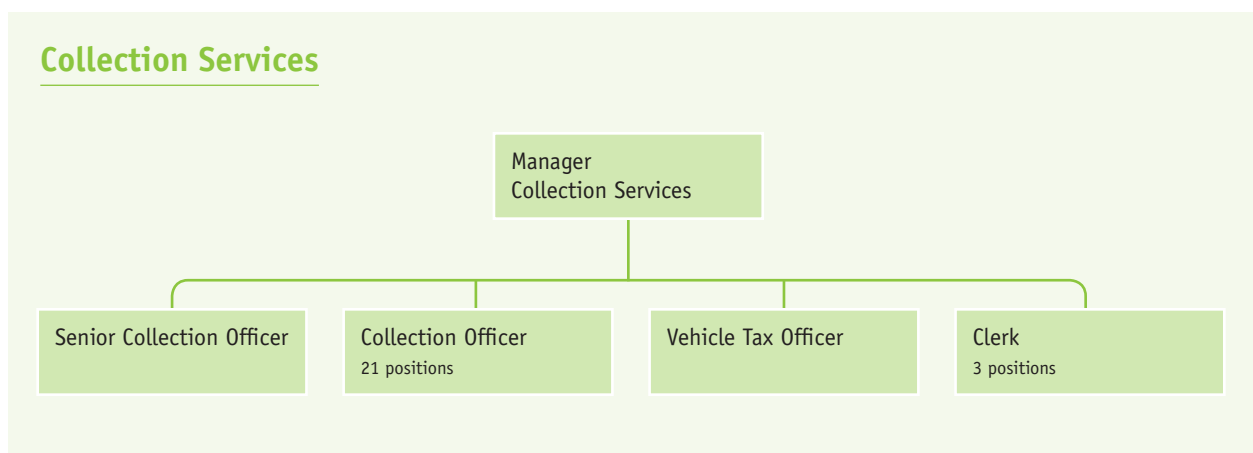 Collection Services
Manager
Collection Services
Senior Collection Officer
Collection Officer
21 positions
Vehicle Tax Officer
Clerk
3 positions